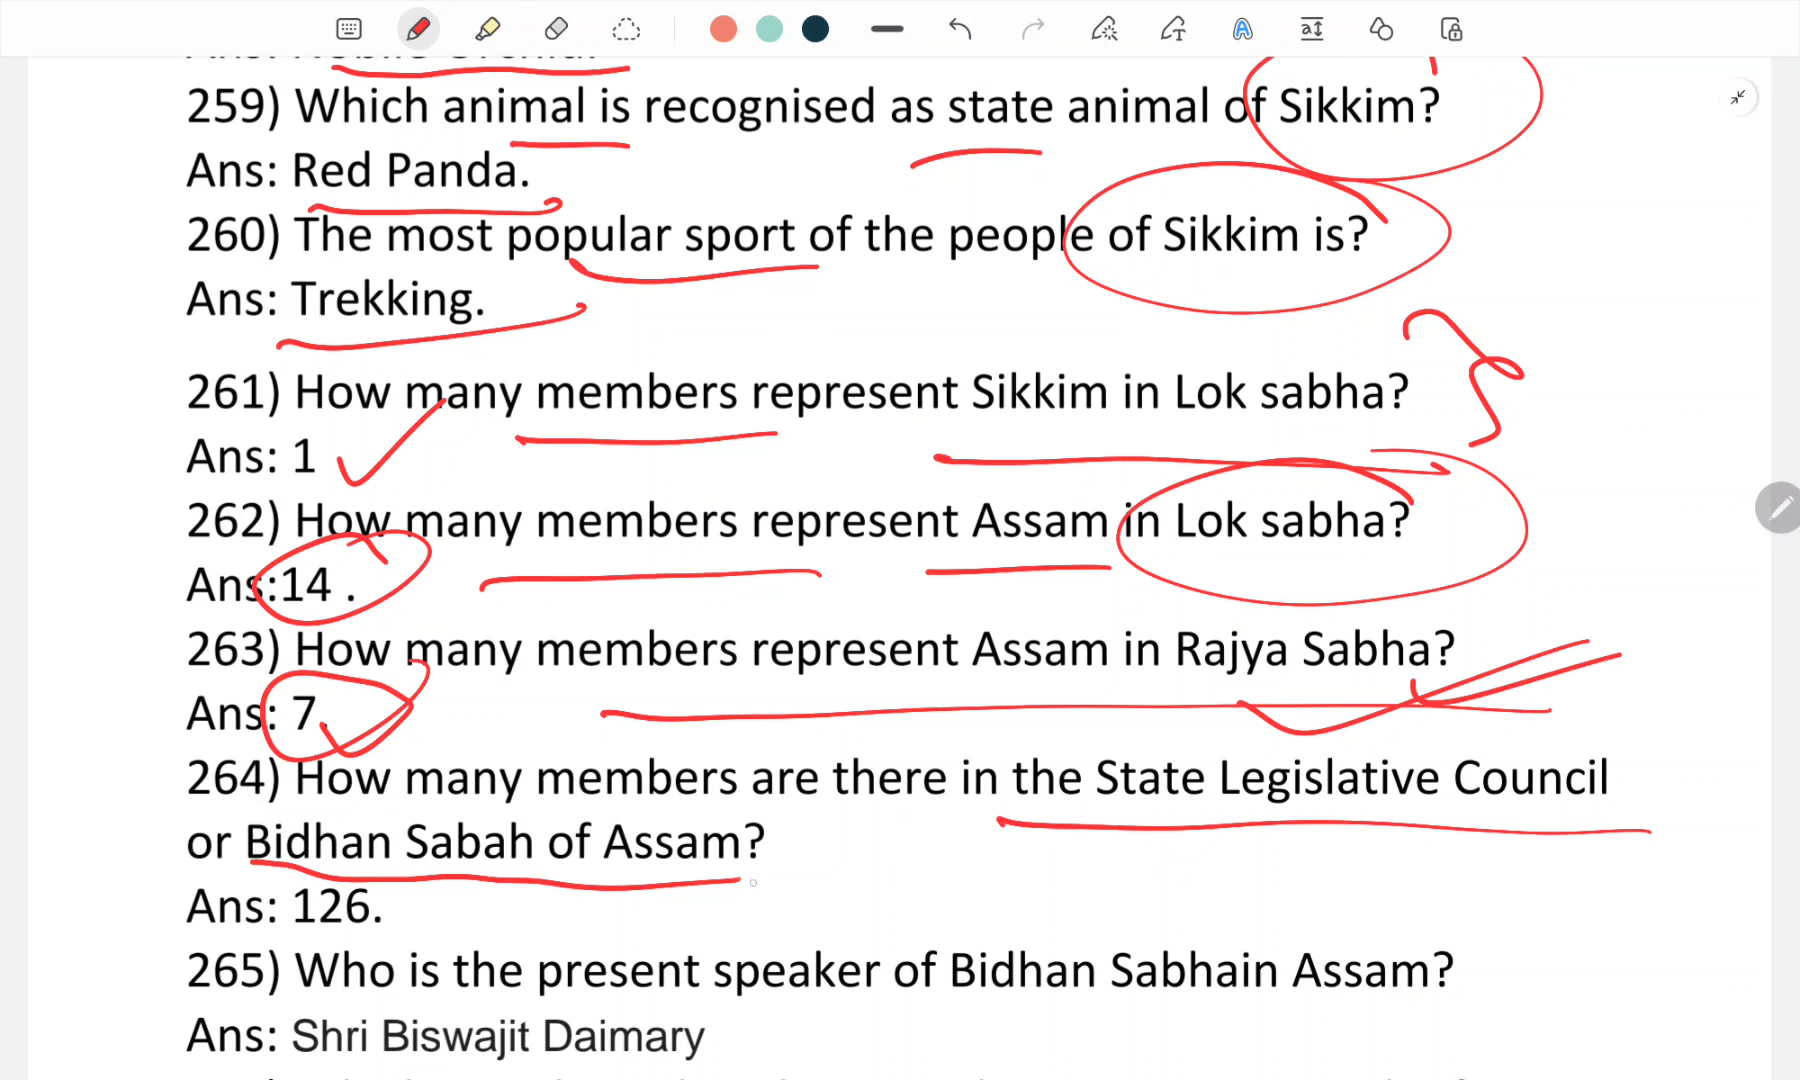 259) Which animal is recognised as state animal of Sikkim?
Ans: Red Panda.
260) The most popular sport of the people of Sikkim is?
Ans: Trekking.
261) How many members represent Sikkim in Lok sabha?
Ans: 1
262) How many members represent Assam in Lok sabha?
Ans:14 .
263) How many members represent Assam in Rajya Sabha?
Ans: 7.
264) How many members are there in the State Legislative Council
or Bidhan Sabah of Assam?
Ans: 126.
265) Who is the present speaker of Bidhan Sabhain Assam?
Ans: Shri Biswajit Daimary